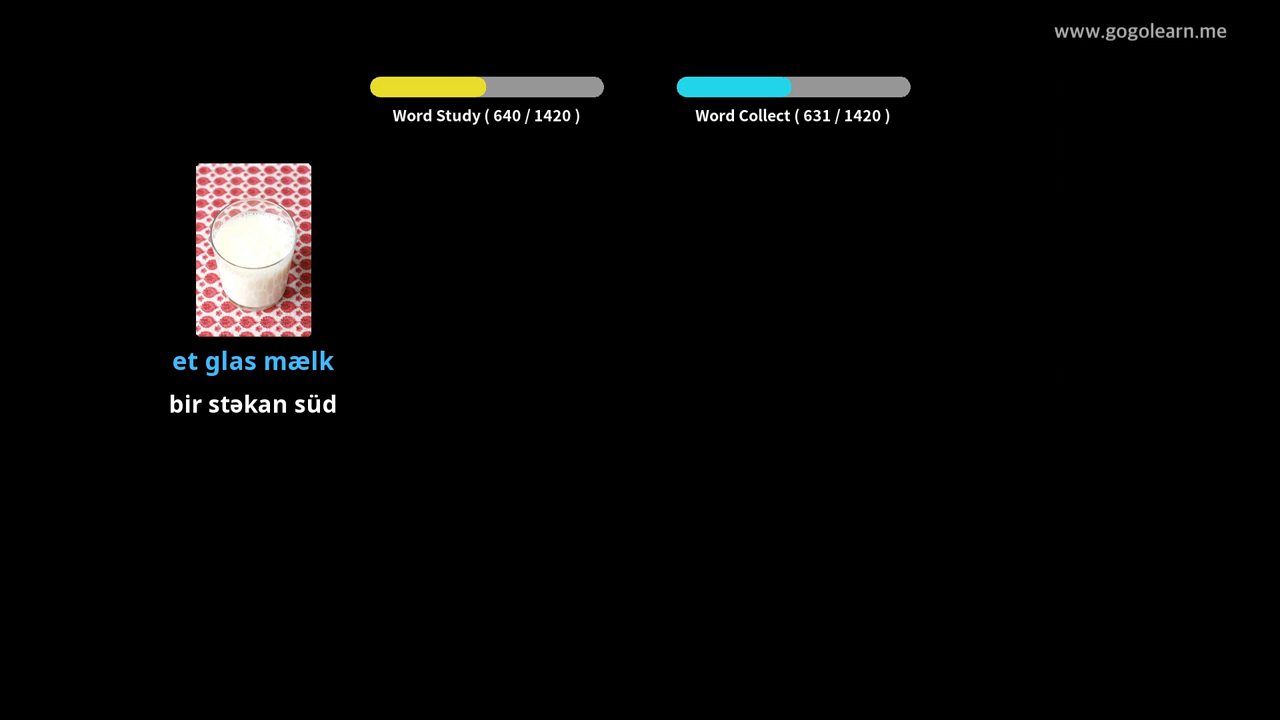 www.gogolearn.me
Word Study ( 640 / 1420 )
Word Collect ( 631 / 1420 )
et glas mælk
bir stəkan süd